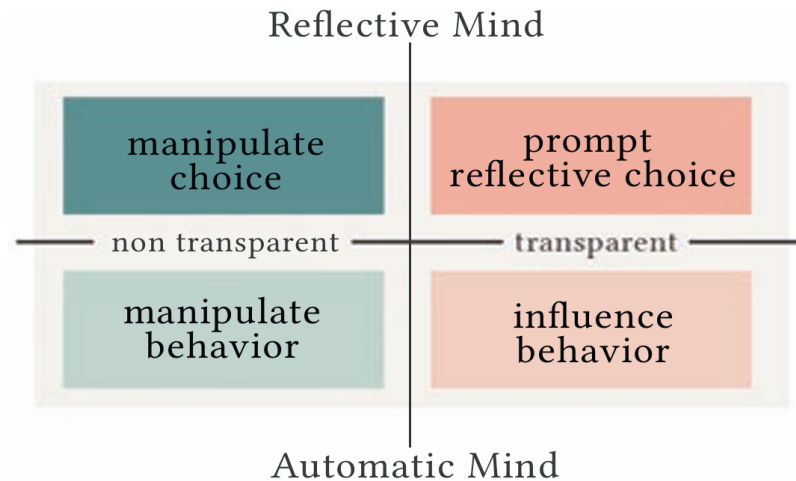 Reflective Mind
manipulate
choice
prompt
reflective choice
non transparent
transparent
manipulate
behavior
influence
behavior
Automatic Mind